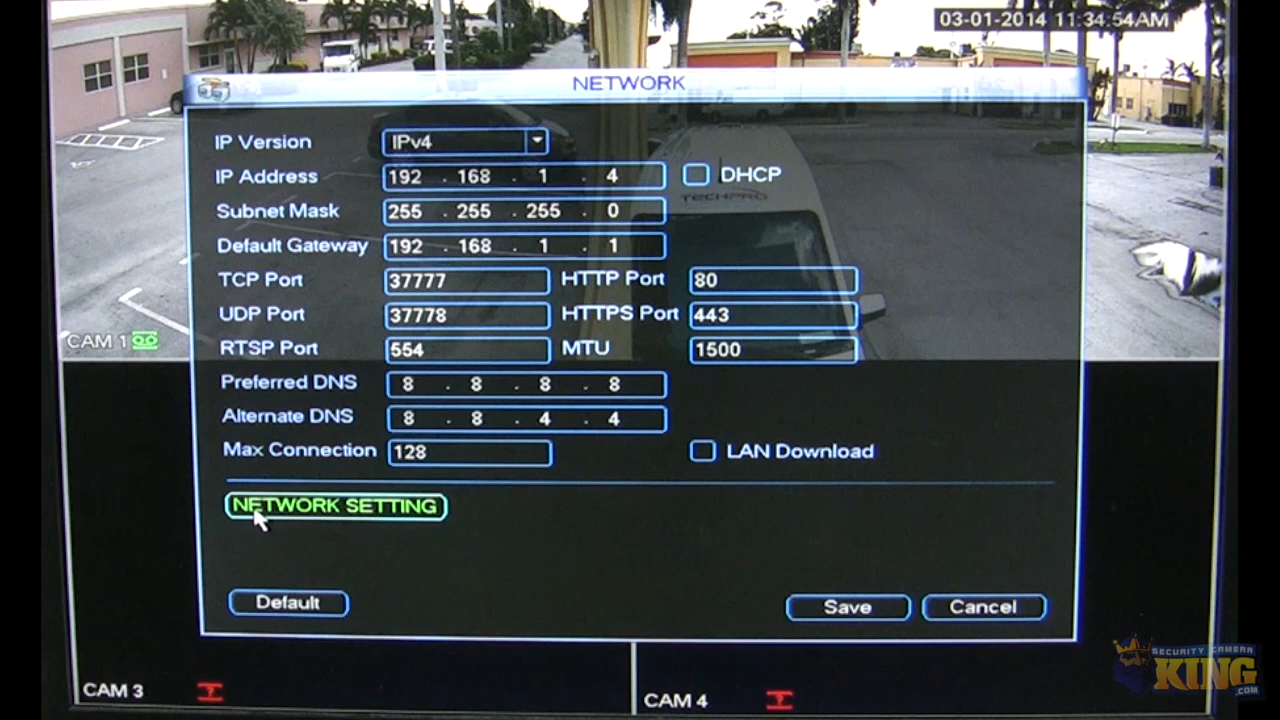 03-01-2014 11:34:54AM
NETWORK
IP Version IPv4
IP Address 192 . 168 . 1 . 4 DHCP
TECHPRO
Subnet Mask 255 . 255 . 255 . 0
Default Gateway 192 . 168 . 1 . 1
TCP Port 37777 HTTP Port 80
UDP Port 37778 HTTPS Port 443
CAM 1
RTSP Port 554 MTU 1500
Preferred DNS 8 . 8 . 8 . 8
Alternate DNS 8 . 8 . 4 . 4
Max Connection 128 LAN Download
NETWORK SETTING
Default Save Cancel
CAM 3
CAM 4
SECURITY CAMERA
KING
.COM